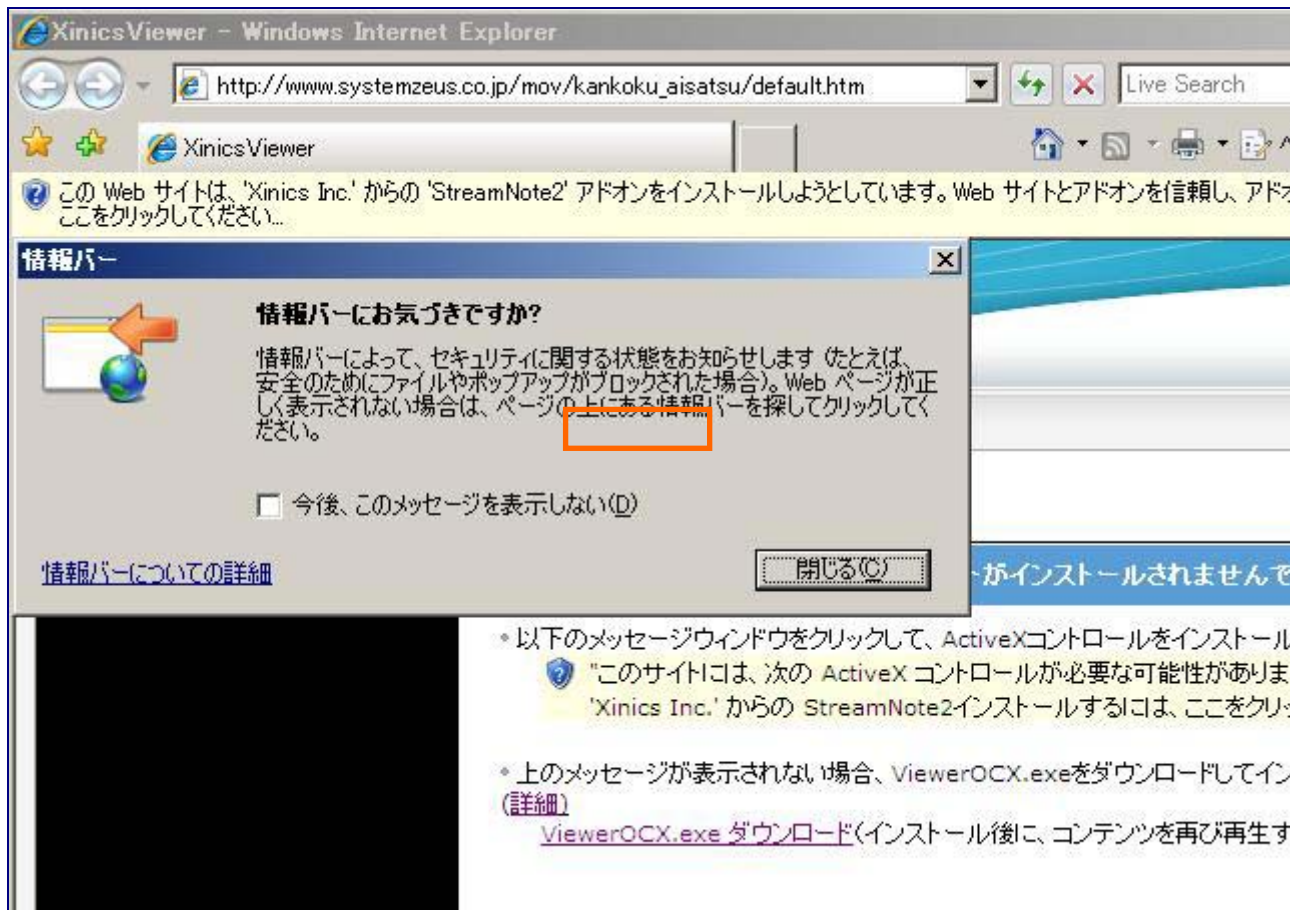 XinicsViewer - Windows Internet Explorer
http://www.systemzeus.co.jp/mov/kankoku_aisatsu/default.htm
Live Search
XinicsViewer
この Web サイトは、'Xinics Inc.' からの 'StreamNote2' アドオンをインストールしようとしています。Web サイトとアドオンを信頼し、アドオ
ここをクリックしてください...
情報バー
情報バーにお気づきですか?
情報バーによって、セキュリティに関する状態をお知らせします (たとえば、
安全のためにファイルやポップアップがブロックされた場合)。Web ページが正
しく表示されない場合は、ページの上にある情報バーを探してクリックしてく
ださい。
今後、このメッセージを表示しない(D)
情報バーについての詳細
閉じる(C)
がインストールされませんで
以下のメッセージウィンドウをクリックして、ActiveXコントロールをインストール
"このサイトには、次の ActiveX コントロールが必要な可能性がありま
'Xinics Inc.' からの StreamNote2インストールするには、ここをクリッ
上のメッセージが表示されない場合、ViewerOCX.exeをダウンロードしてイン
(詳細)
ViewerOCX.exe ダウンロード(インストール後に、コンテンツを再び再生す